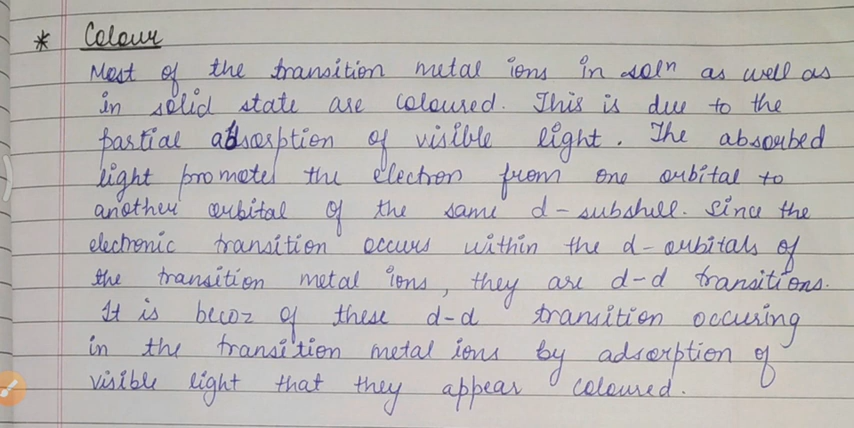 * Colour
Most of the transition metal ions in soln as well as
in solid state are coloured. This is due to the
partial adsorption of visible light. The absorbed
light promotes the electron from one orbital to
another orbital of the same d-subshell. Since the
electronic transition occurs within the d-orbitals of
the transition metal ions, they are d-d transitions.
It is becoz of these d-d transition occuring
in the transition metal ions by adsorption of
visible light that they appear coloured.